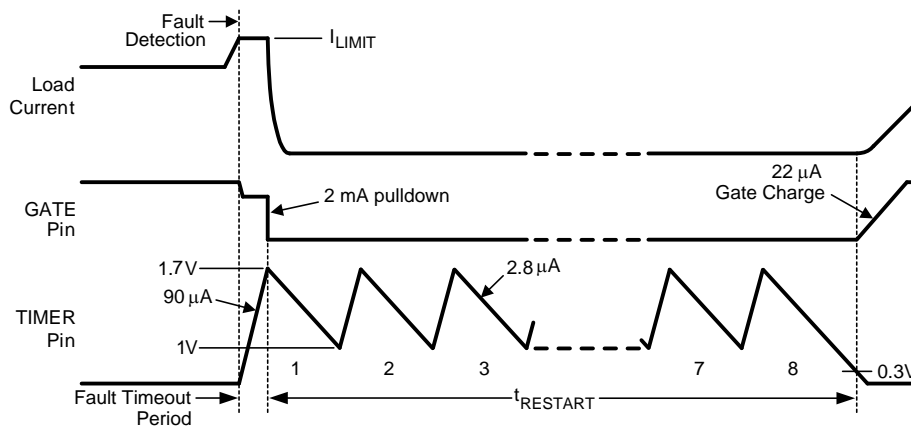 Fault
Detection
I_LIMIT
Load
Current
22 μA
Gate Charge
2 mA pulldown
GATE
Pin
1.7V
2.8 μA
90 μA
TIMER
Pin
1V
1
2
3
7
8
0.3V
Fault Timeout
Period
t_RESTART